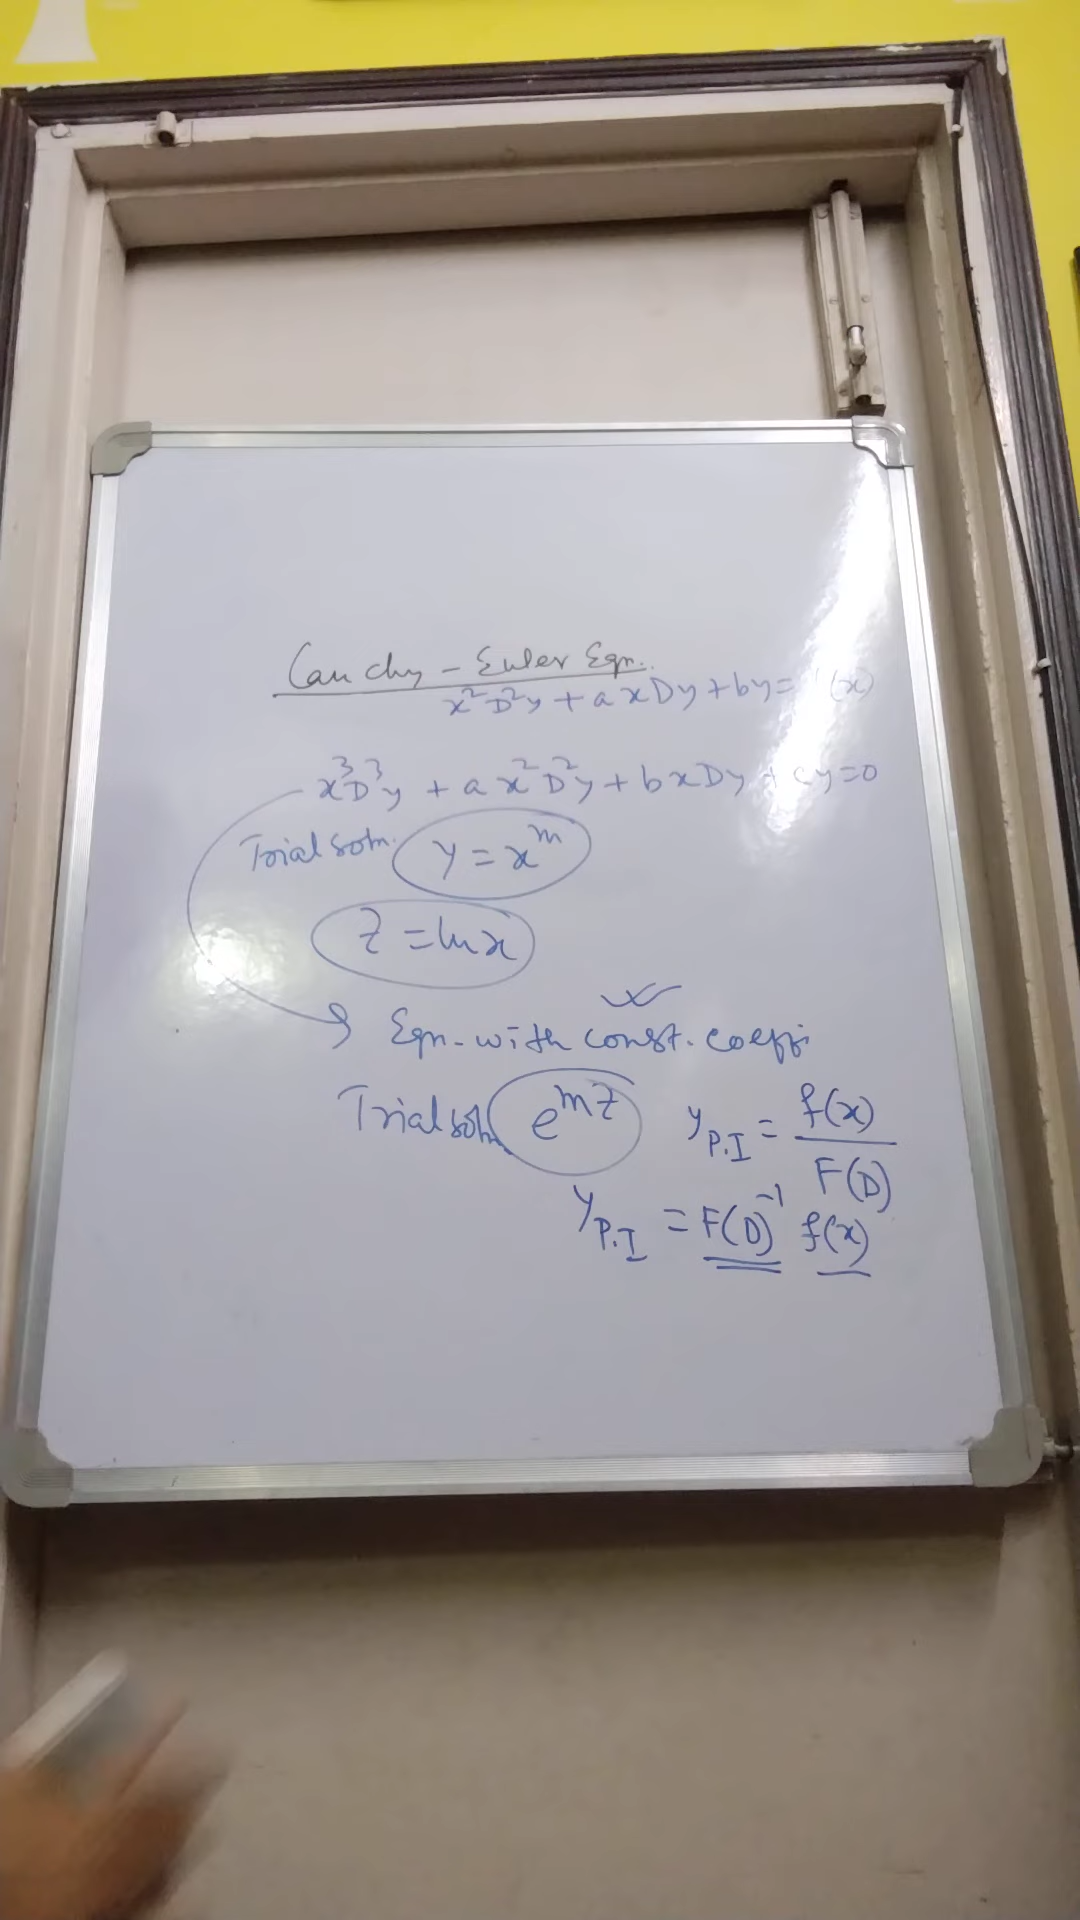 Cauchy - Euler Eqn.
x²D²y + a x Dy + by = (x)
x³D³y + a x²D²y + b x Dy + cy = 0
Trial soln. y = x^m
z = ln x
Eqn. with const. coeffi
Trial soln e^mz y_P.I = f(x)/F(D)
y_P.I = F(D)^-1 f(x)